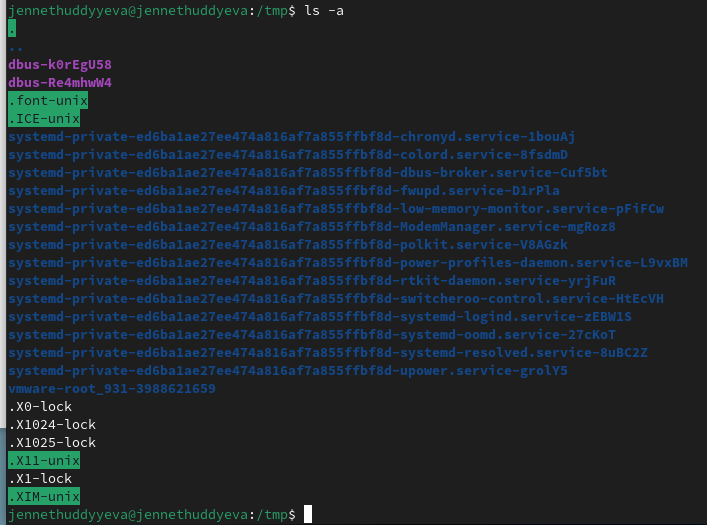 jennethuddyyeva@jennethuddyeva:/tmp$ ls -a
.
..
dbus-k0rEgU58
dbus-Re4mhwW4
.font-unix
.ICE-unix
systemd-private-ed6ba1ae27ee474a816af7a855ffbf8d-chronyd.service-1bouAj
systemd-private-ed6ba1ae27ee474a816af7a855ffbf8d-colord.service-8fsdmD
systemd-private-ed6ba1ae27ee474a816af7a855ffbf8d-dbus-broker.service-Cuf5bt
systemd-private-ed6ba1ae27ee474a816af7a855ffbf8d-fwupd.service-D1rPla
systemd-private-ed6ba1ae27ee474a816af7a855ffbf8d-low-memory-monitor.service-pFiFCw
systemd-private-ed6ba1ae27ee474a816af7a855ffbf8d-ModemManager.service-mgRoz8
systemd-private-ed6ba1ae27ee474a816af7a855ffbf8d-polkit.service-V8AGzk
systemd-private-ed6ba1ae27ee474a816af7a855ffbf8d-power-profiles-daemon.service-L9vxBM
systemd-private-ed6ba1ae27ee474a816af7a855ffbf8d-rtkit-daemon.service-yrjFuR
systemd-private-ed6ba1ae27ee474a816af7a855ffbf8d-switcheroo-control.service-HtEcVH
systemd-private-ed6ba1ae27ee474a816af7a855ffbf8d-systemd-logind.service-zEBW1S
systemd-private-ed6ba1ae27ee474a816af7a855ffbf8d-systemd-oomd.service-27cKoT
systemd-private-ed6ba1ae27ee474a816af7a855ffbf8d-systemd-resolved.service-8uBC2Z
systemd-private-ed6ba1ae27ee474a816af7a855ffbf8d-upower.service-grolY5
vmware-root_931-3988621659
.X0-lock
.X1024-lock
.X1025-lock
.X11-unix
.X1-lock
.XIM-unix
jennethuddyyeva@jennethuddyeva:/tmp$